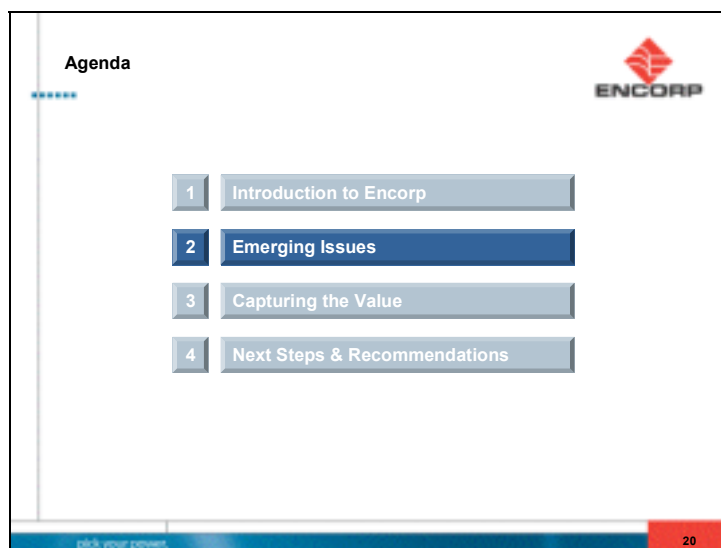 Agenda
ENCORP
1 Introduction to Encorp
2 Emerging Issues
3 Capturing the Value
4 Next Steps & Recommendations
pick your power.
20